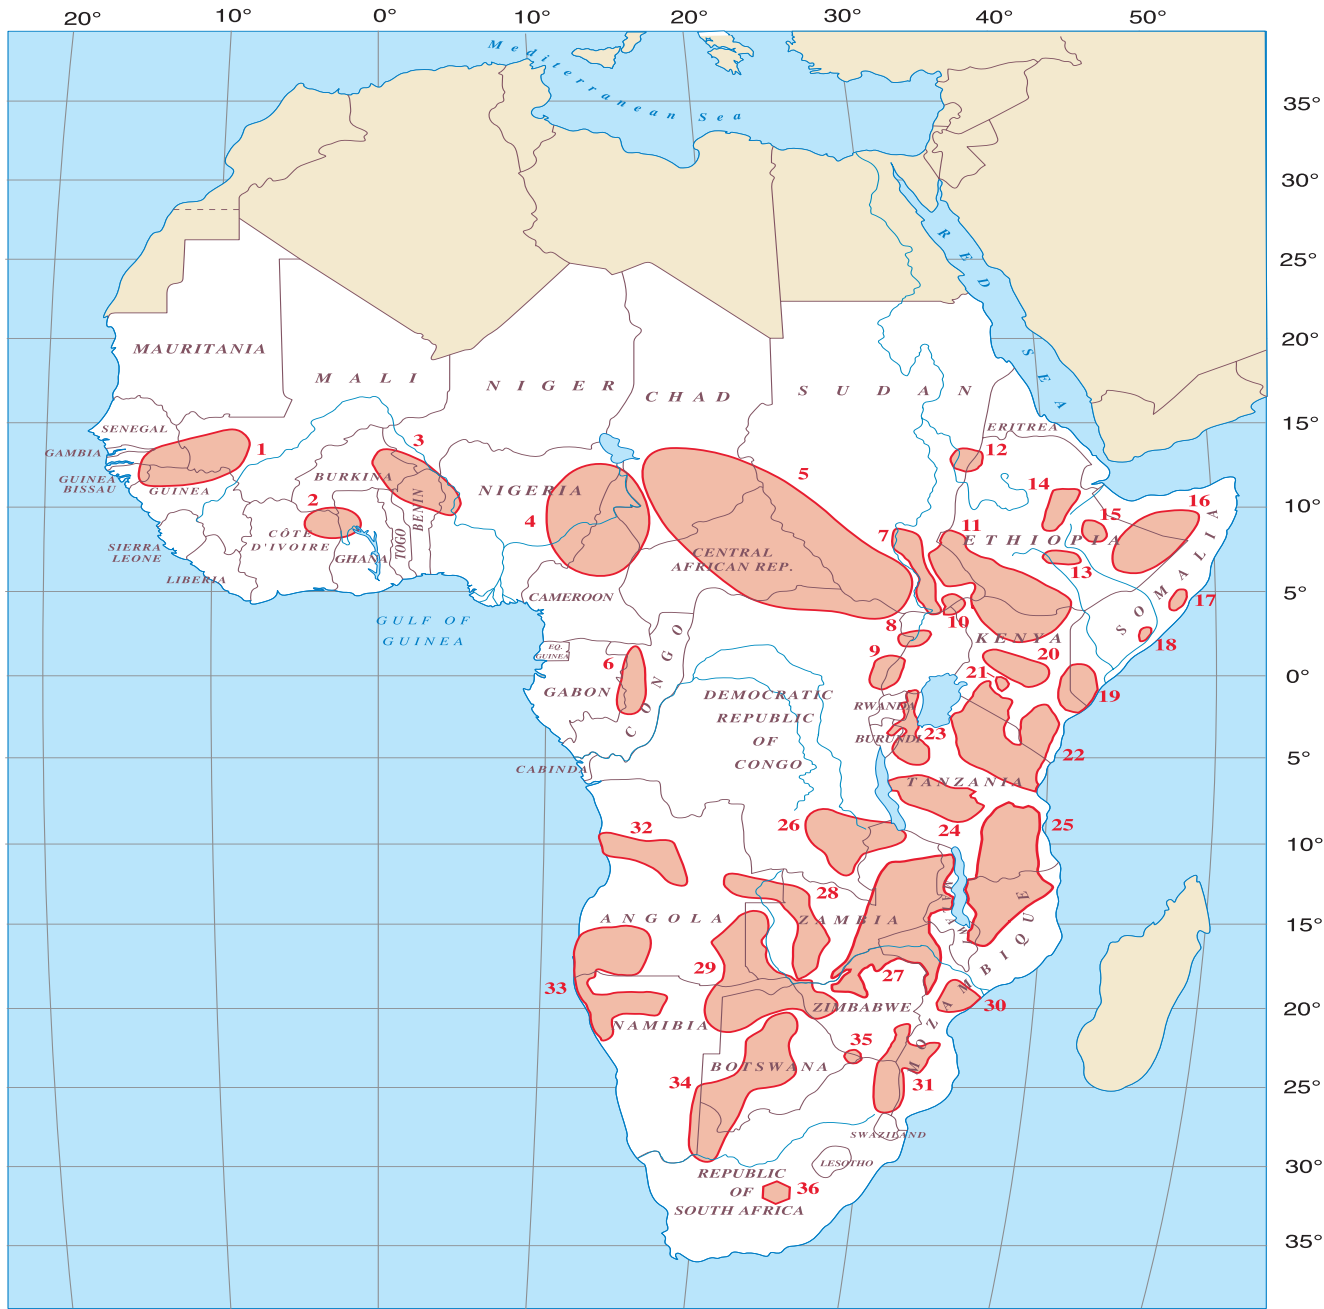 20° 10° 0° 10° 20° 30° 40° 50°
Mediterranean Sea
35°
30°
25°
RED SEA
20°
MAURITANIA
MALI
NIGER
CHAD
SUDAN
15°
SENEGAL
ERITREA
GAMBIA
1
3
5
12
GUINEA
BISSAU
GUINEA
BURKINA
NIGERIA
14
16
10°
2
4
BENIN
CÔTE
D'IVOIRE
TOGO
GHANA
7
11
15
ETHIOPIA
SOMALIA
SIERRA
LEONE
CENTRAL
AFRICAN REP.
13
LIBERIA
CAMEROON
5°
17
GULF OF
GUINEA
10
8
KENYA
18
EQ.
GUINEA
6
CONGO
9
20
21
0°
GABON
DEMOCRATIC
REPUBLIC
OF
CONGO
RWANDA
BURUNDI
19
23
22
5°
CABINDA
TANZANIA
32
26
24
25
10°
28
ANGOLA
ZAMBIA
MALAWI
15°
29
27
33
MOZAMBIQUE
ZIMBABWE
30
20°
NAMIBIA
35
34
BOTSWANA
31
25°
SWAZILAND
LESOTHO
30°
REPUBLIC
OF
SOUTH AFRICA
36
35°